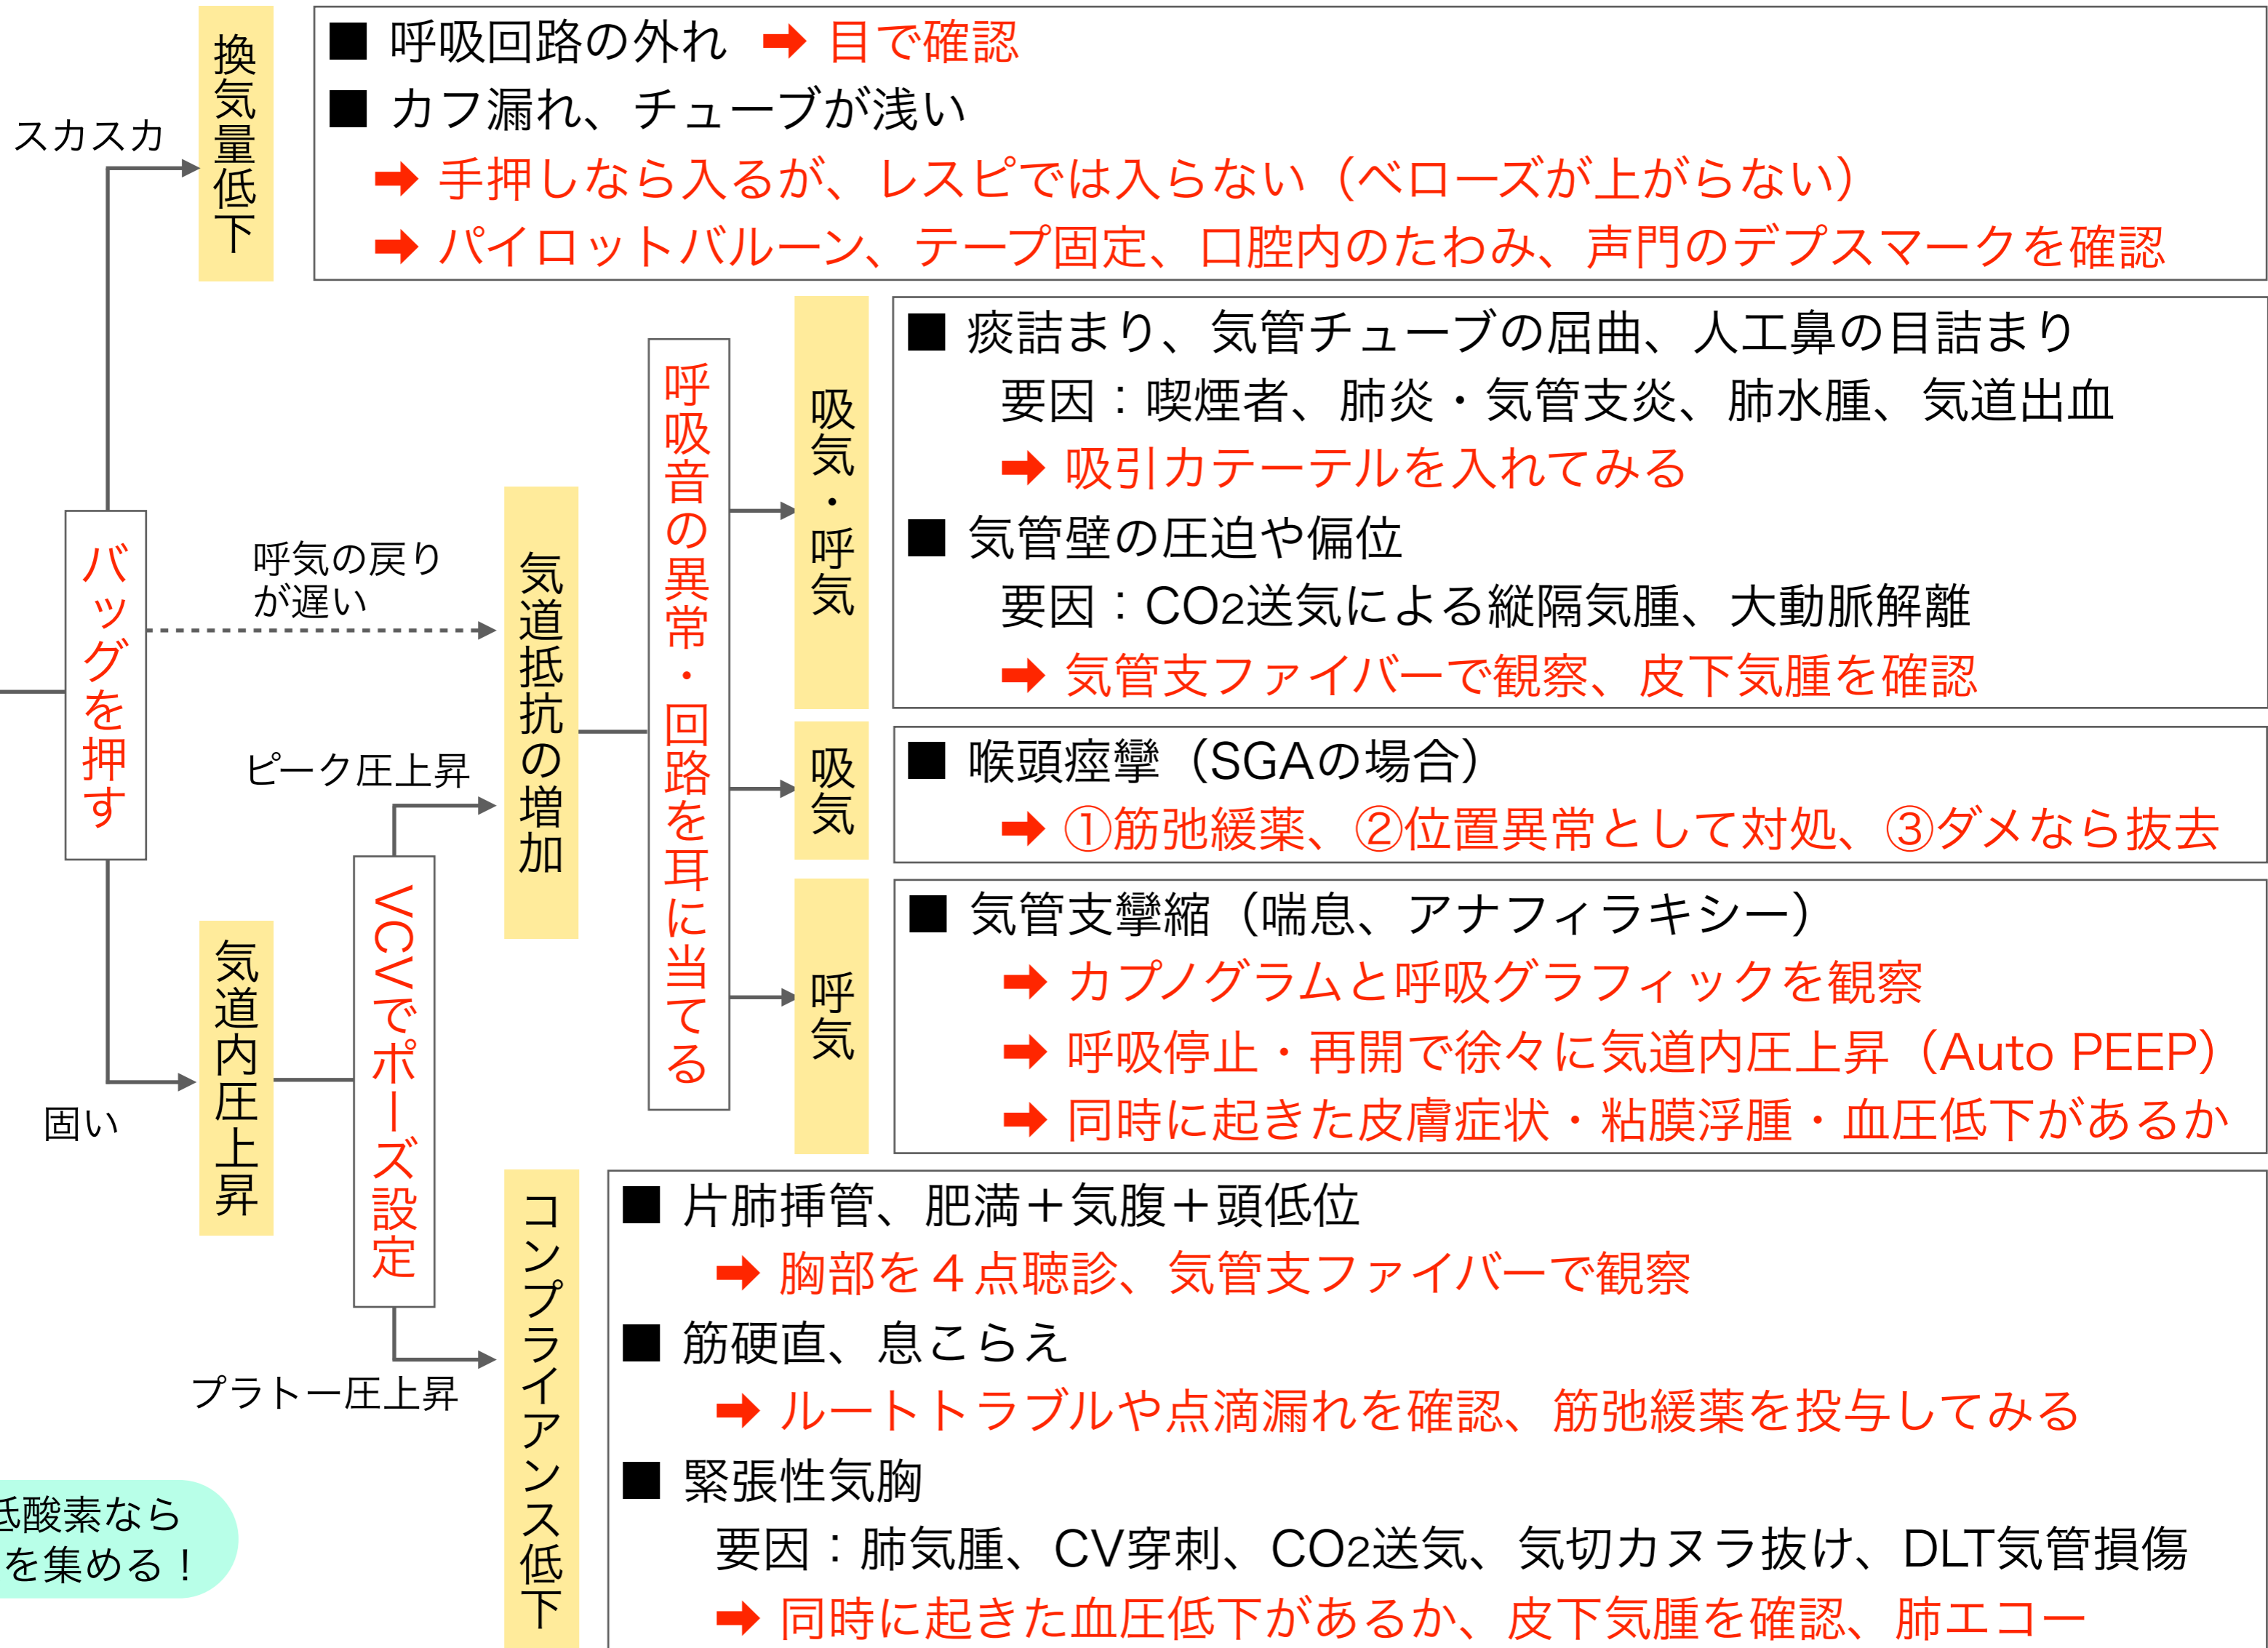 スカスカ
換気量低下
■ 呼吸回路の外れ ➡ 目で確認
■ カフ漏れ、チューブが浅い
➡ 手押しなら入るが、レスピでは入らない（ベローズが上がらない）
➡ パイロットバルーン、テープ固定、口腔内のたわみ、声門のデプスマークを確認
バッグを押す
呼気の戻り
が遅い
気道抵抗の増加
呼吸音の異常・回路を耳に当てる
吸気・呼気
■ 痰詰まり、気管チューブの屈曲、人工鼻の目詰まり
要因：喫煙者、肺炎・気管支炎、肺水腫、気道出血
➡ 吸引カテーテルを入れてみる
■ 気管壁の圧迫や偏位
要因：CO2送気による縦隔気腫、大動脈解離
➡ 気管支ファイバーで観察、皮下気腫を確認
吸気
■ 喉頭痙攣（SGAの場合）
➡ ①筋弛緩薬、②位置異常として対処、③ダメなら抜去
呼気
■ 気管支攣縮（喘息、アナフィラキシー）
➡ カプノグラムと呼吸グラフィックを観察
➡ 呼吸停止・再開で徐々に気道内圧上昇（Auto PEEP）
➡ 同時に起きた皮膚症状・粘膜浮腫・血圧低下があるか
固い
気道内圧上昇
VCVでポーズ設定
ピーク圧上昇
プラトー圧上昇
コンプライアンス低下
■ 片肺挿管、肥満＋気腹＋頭低位
➡ 胸部を４点聴診、気管支ファイバーで観察
■ 筋硬直、息こらえ
➡ ルートトラブルや点滴漏れを確認、筋弛緩薬を投与してみる
■ 緊張性気胸
要因：肺気腫、CV穿刺、CO2送気、気切カヌラ抜け、DLT気管損傷
➡ 同時に起きた血圧低下があるか、皮下気腫を確認、肺エコー
低酸素なら
を集める！